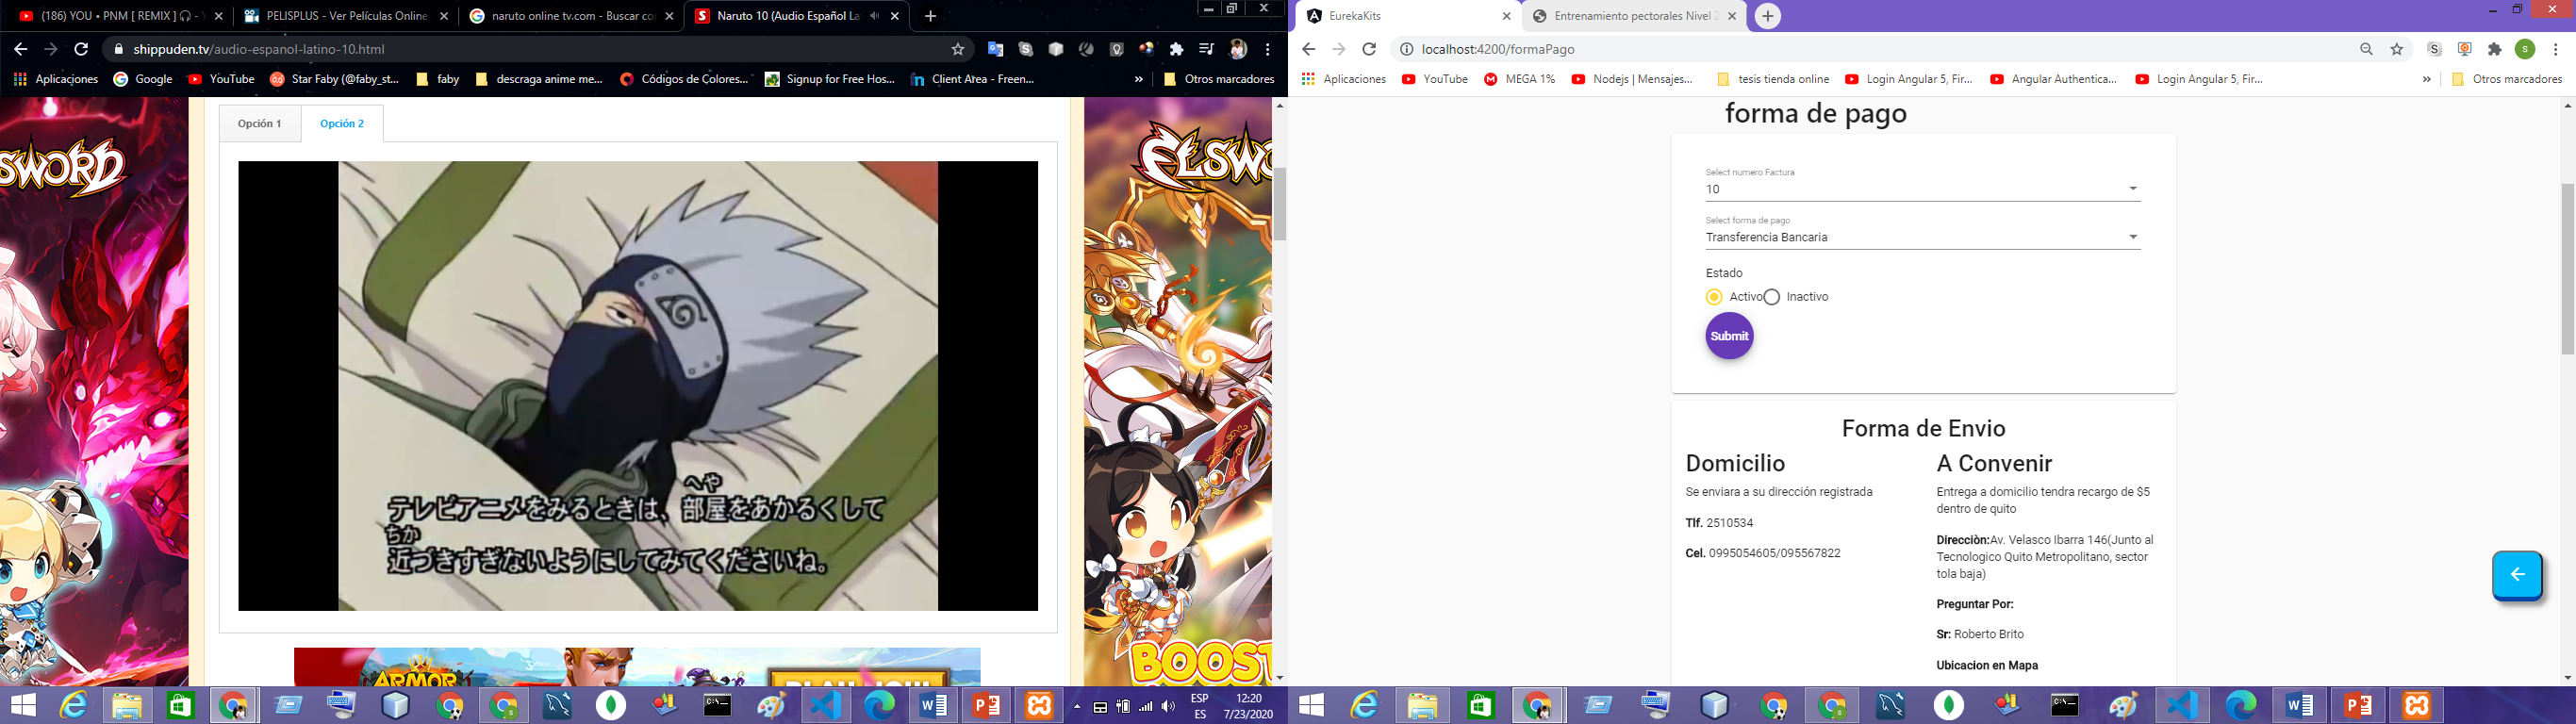 (186) YOU • PNM [ REMIX ] 🎧 - Y
PELISPLUS - Ver Películas Online
naruto online tv.com - Buscar co
Naruto 10 (Audio Español La
shippuden.tv/audio-espanol-latino-10.html
Aplicaciones
Google
YouTube
Star Faby (@faby_st...
faby
descraga anime me...
Códigos de Colores...
Signup for Free Hos...
Client Area - Freen...
»
Otros marcadores
Opción 1
Opción 2
SWORD
ELSWO
へや
テレビアニメをみるときは、部屋をあかるくして
ちか
近づきすぎないようにしてみてくださいね。
ARMOR
BOOST
ESP
ES
12:20
7/23/2020
EurekaKits
Entrenamiento pectorales Nivel 2
localhost:4200/formaPago
S
Aplicaciones
YouTube
MEGA 1%
Nodejs | Mensajes...
tesis tienda online
Login Angular 5, Fir...
Angular Authentica...
Login Angular 5, Fir...
»
Otros marcadores
forma de pago
Select numero Factura
10
Select forma de pago
Transferencia Bancaria
Estado
Activo
Inactivo
Submit
Forma de Envio
Domicilio
Se enviara a su dirección registrada
Tlf. 2510534
Cel. 0995054605/095567822
A Convenir
Entrega a domicilio tendra recargo de $5
dentro de quito
Direcciòn:Av. Velasco Ibarra 146(Junto al
Tecnologico Quito Metropolitano, sector
tola baja)
Preguntar Por:
Sr: Roberto Brito
Ubicacion en Mapa